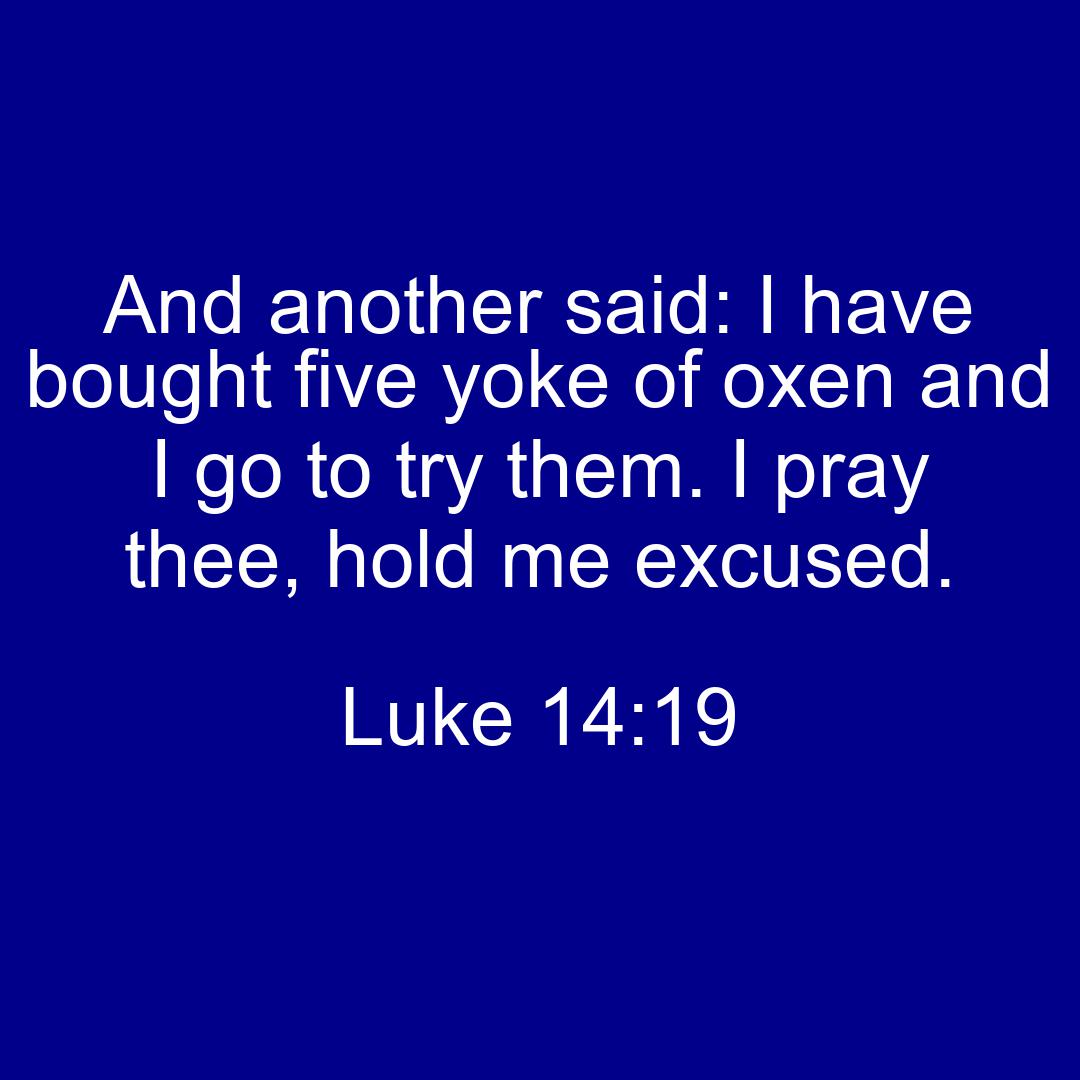 And another said: I have
bought five yoke of oxen and
I go to try them. I pray
thee, hold me excused.
Luke 14:19